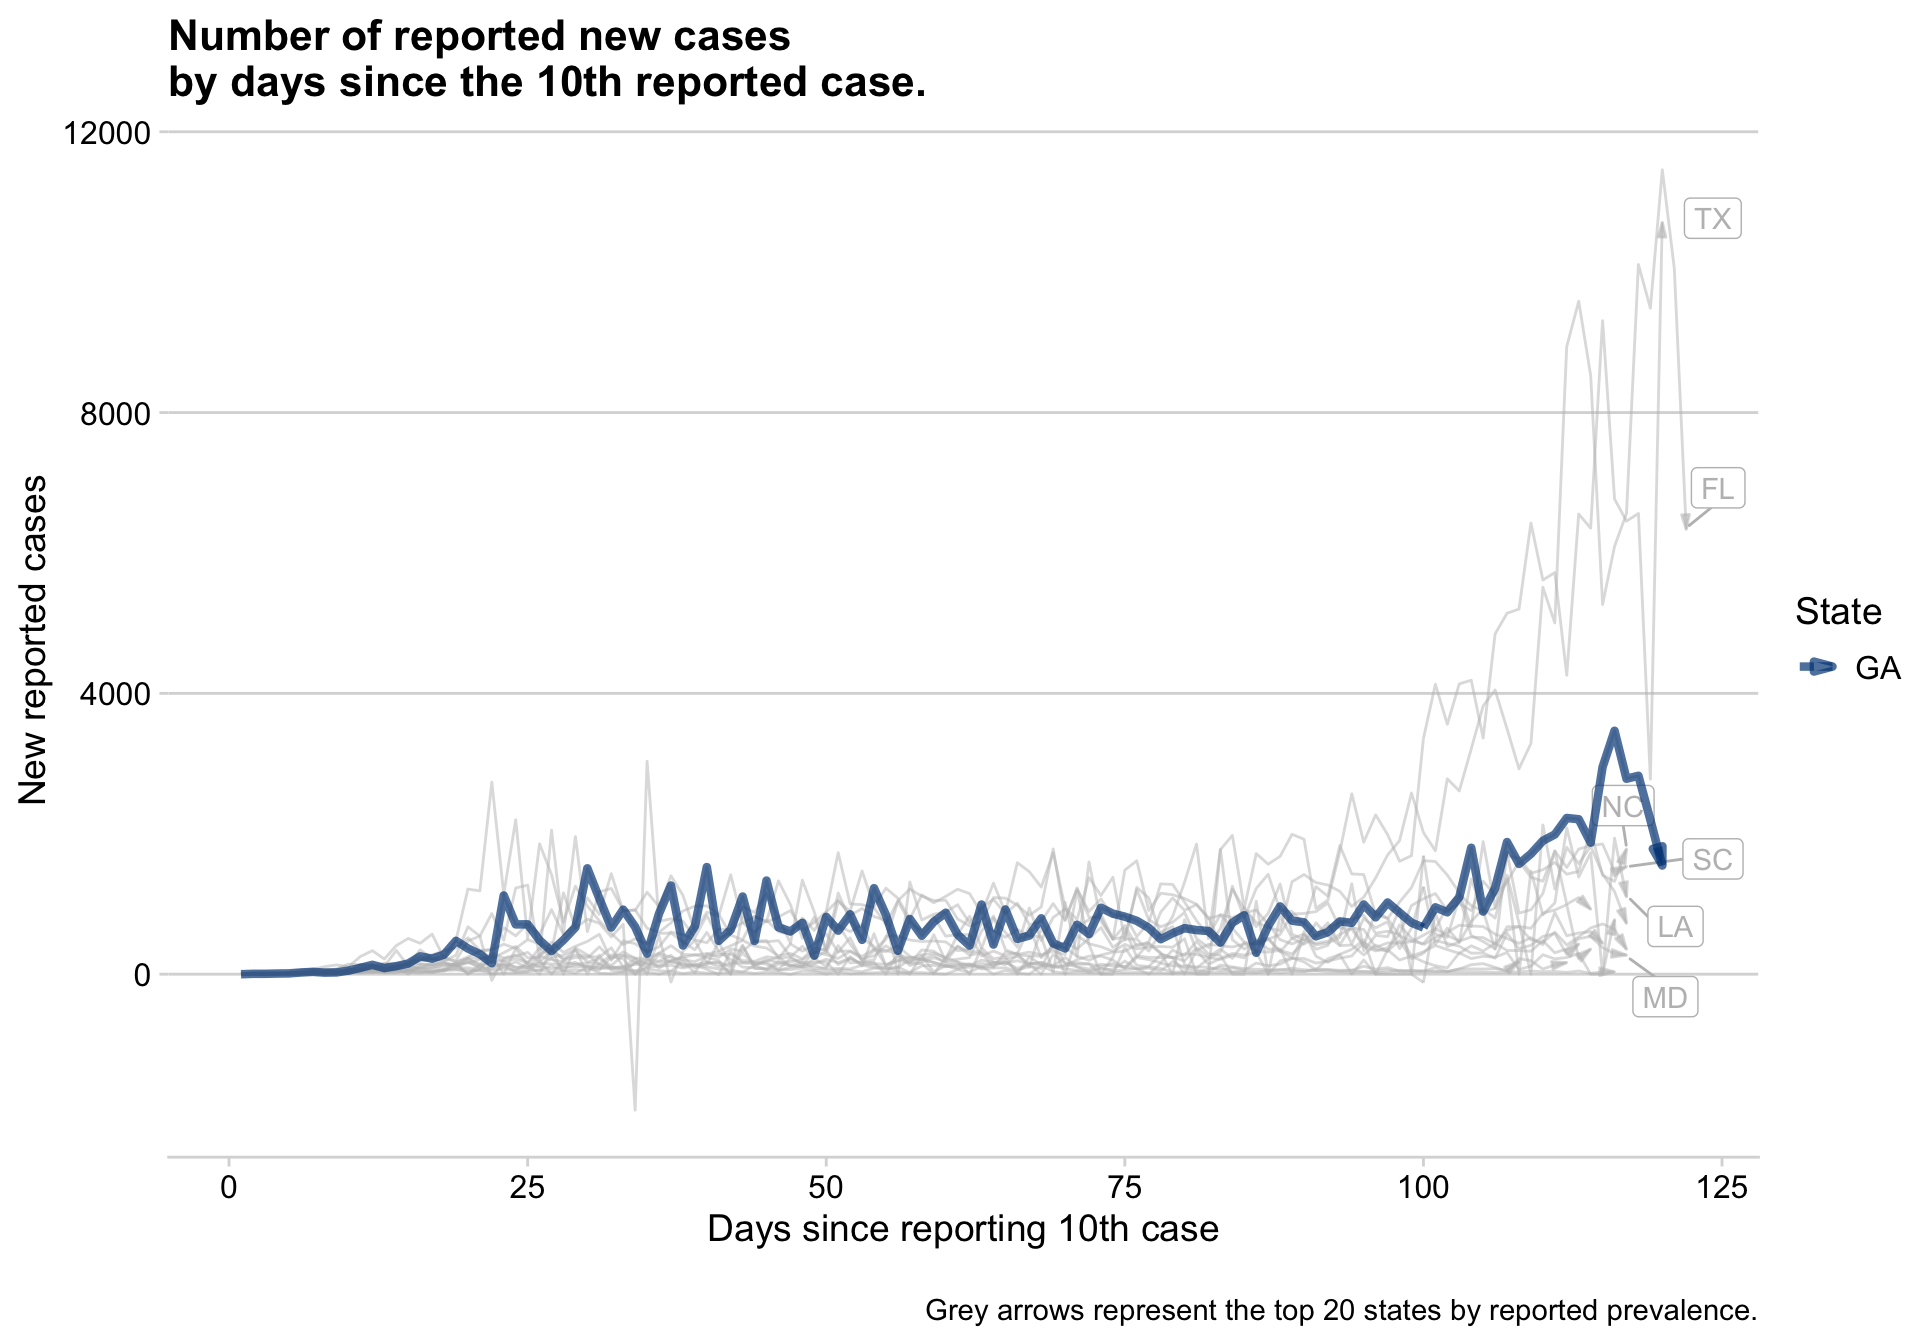 Number of reported new cases
by days since the 10th reported case.
12000
8000
4000
0
New reported cases
TX
FL
NC
SC
LA
MD
State
GA
0 25 50 75 100 125
Days since reporting 10th case
Grey arrows represent the top 20 states by reported prevalence.